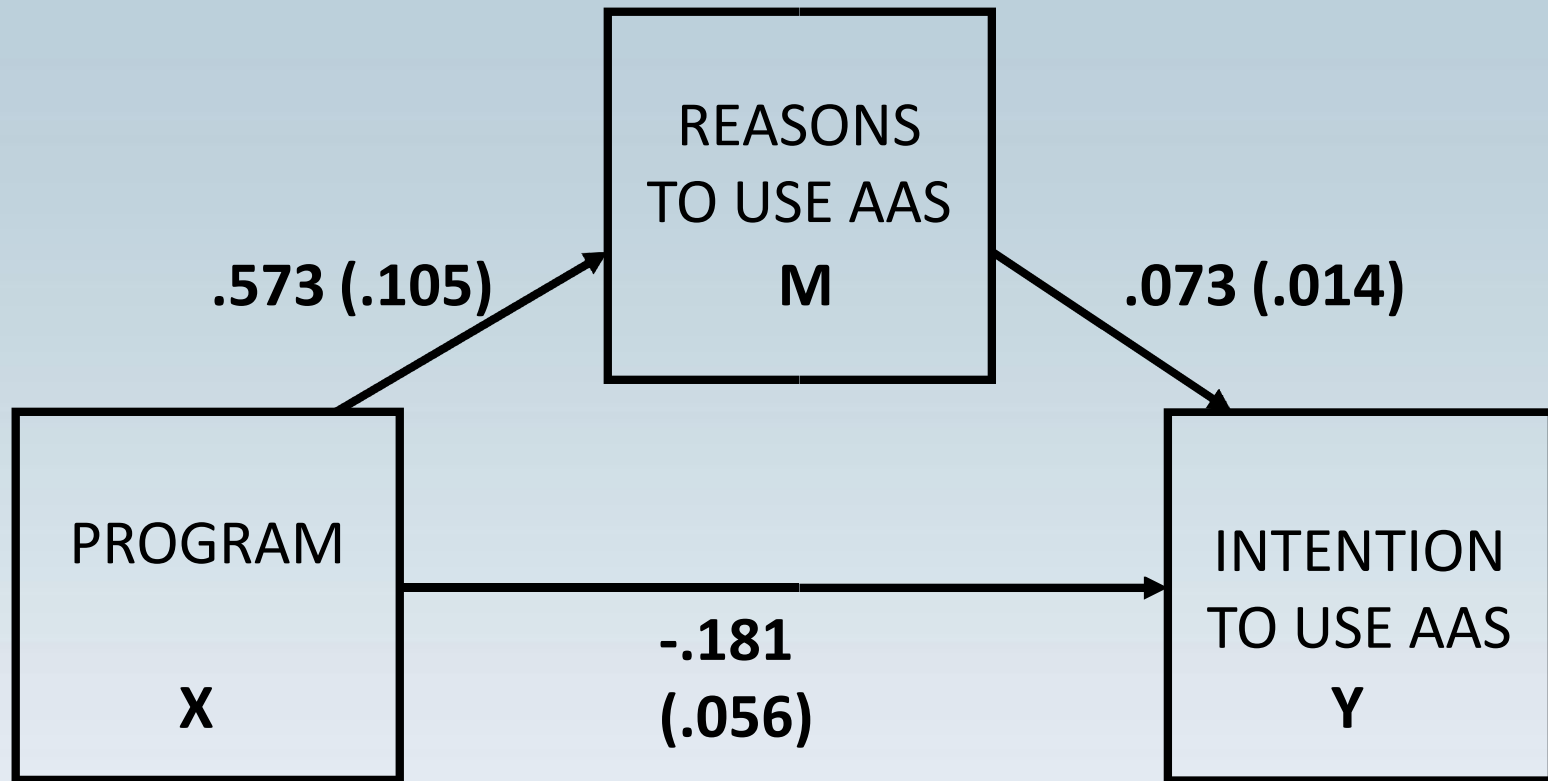 REASONS
TO USE AAS
M
.573 (.105)
.073 (.014)
PROGRAM
X
-.181
(.056)
INTENTION
TO USE AAS
Y